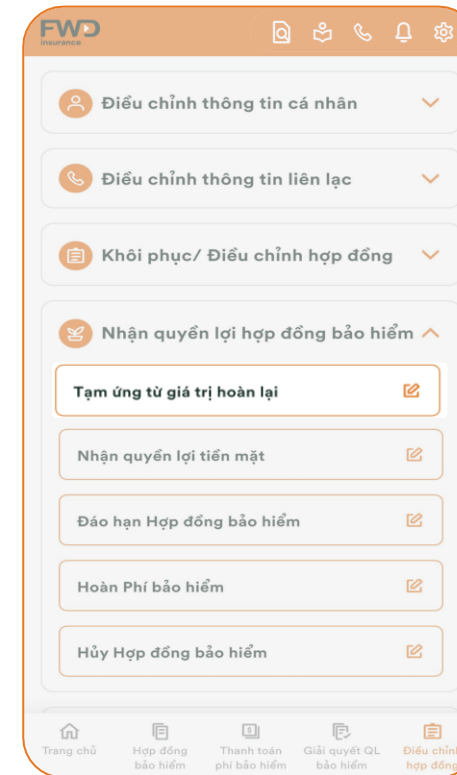 FWD
insurance
Điều chỉnh thông tin cá nhân
Điều chỉnh thông tin liên lạc
Khôi phục/ Điều chỉnh hợp đồng
Nhận quyền lợi hợp đồng bảo hiểm
Tạm ứng từ giá trị hoàn lại
Nhận quyền lợi tiền mặt
Đáo hạn Hợp đồng bảo hiểm
Hoàn Phí bảo hiểm
Hủy Hợp đồng bảo hiểm
Trang chủ
Hợp đồng
bảo hiểm
Thanh toán
phí bảo hiểm
Giải quyết QL
bảo hiểm
Điều chỉnh
hợp đồng